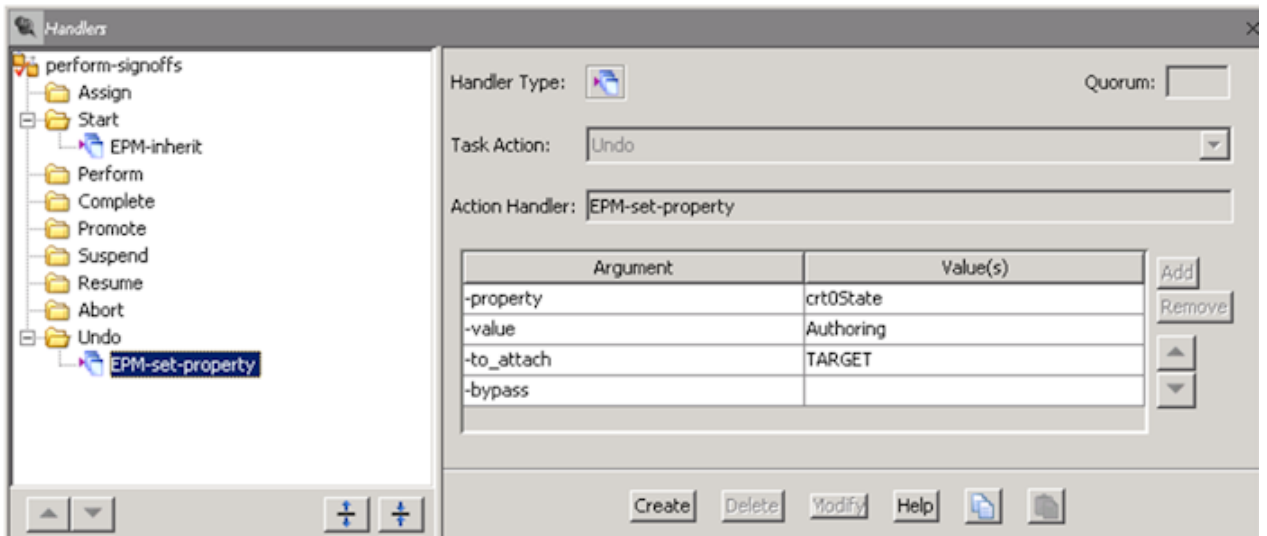 Handlers
perform-signoffs
Assign
Start
EPM-inherit
Perform
Complete
Promote
Suspend
Resume
Abort
Undo
EPM-set-property
Handler Type:
Quorum:
Task Action: Undo
Action Handler: EPM-set-property
Argument Value(s)
-property crt0State
-value Authoring
-to_attach TARGET
-bypass
Add
Remove
Create Delete Modify Help